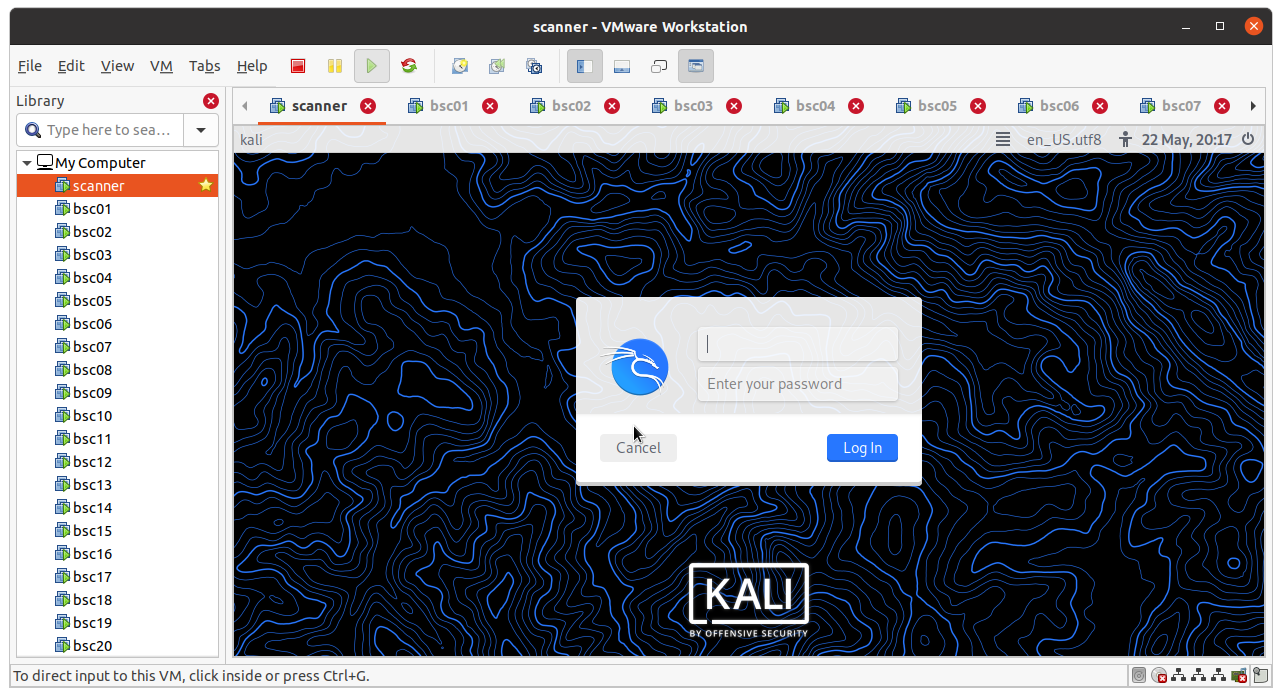 scanner - VMware Workstation
File Edit View VM Tabs Help
Library
Type here to sea...
My Computer
scanner
bsc01
bsc02
bsc03
bsc04
bsc05
bsc06
bsc07
bsc08
bsc09
bsc10
bsc11
bsc12
bsc13
bsc14
bsc15
bsc16
bsc17
bsc18
bsc19
bsc20
scanner bsc01 bsc02 bsc03 bsc04 bsc05 bsc06 bsc07
kali en_US.utf8 22 May, 20:17
Enter your password
Cancel Log In
KALI
BY OFFENSIVE SECURITY
To direct input to this VM, click inside or press Ctrl+G.